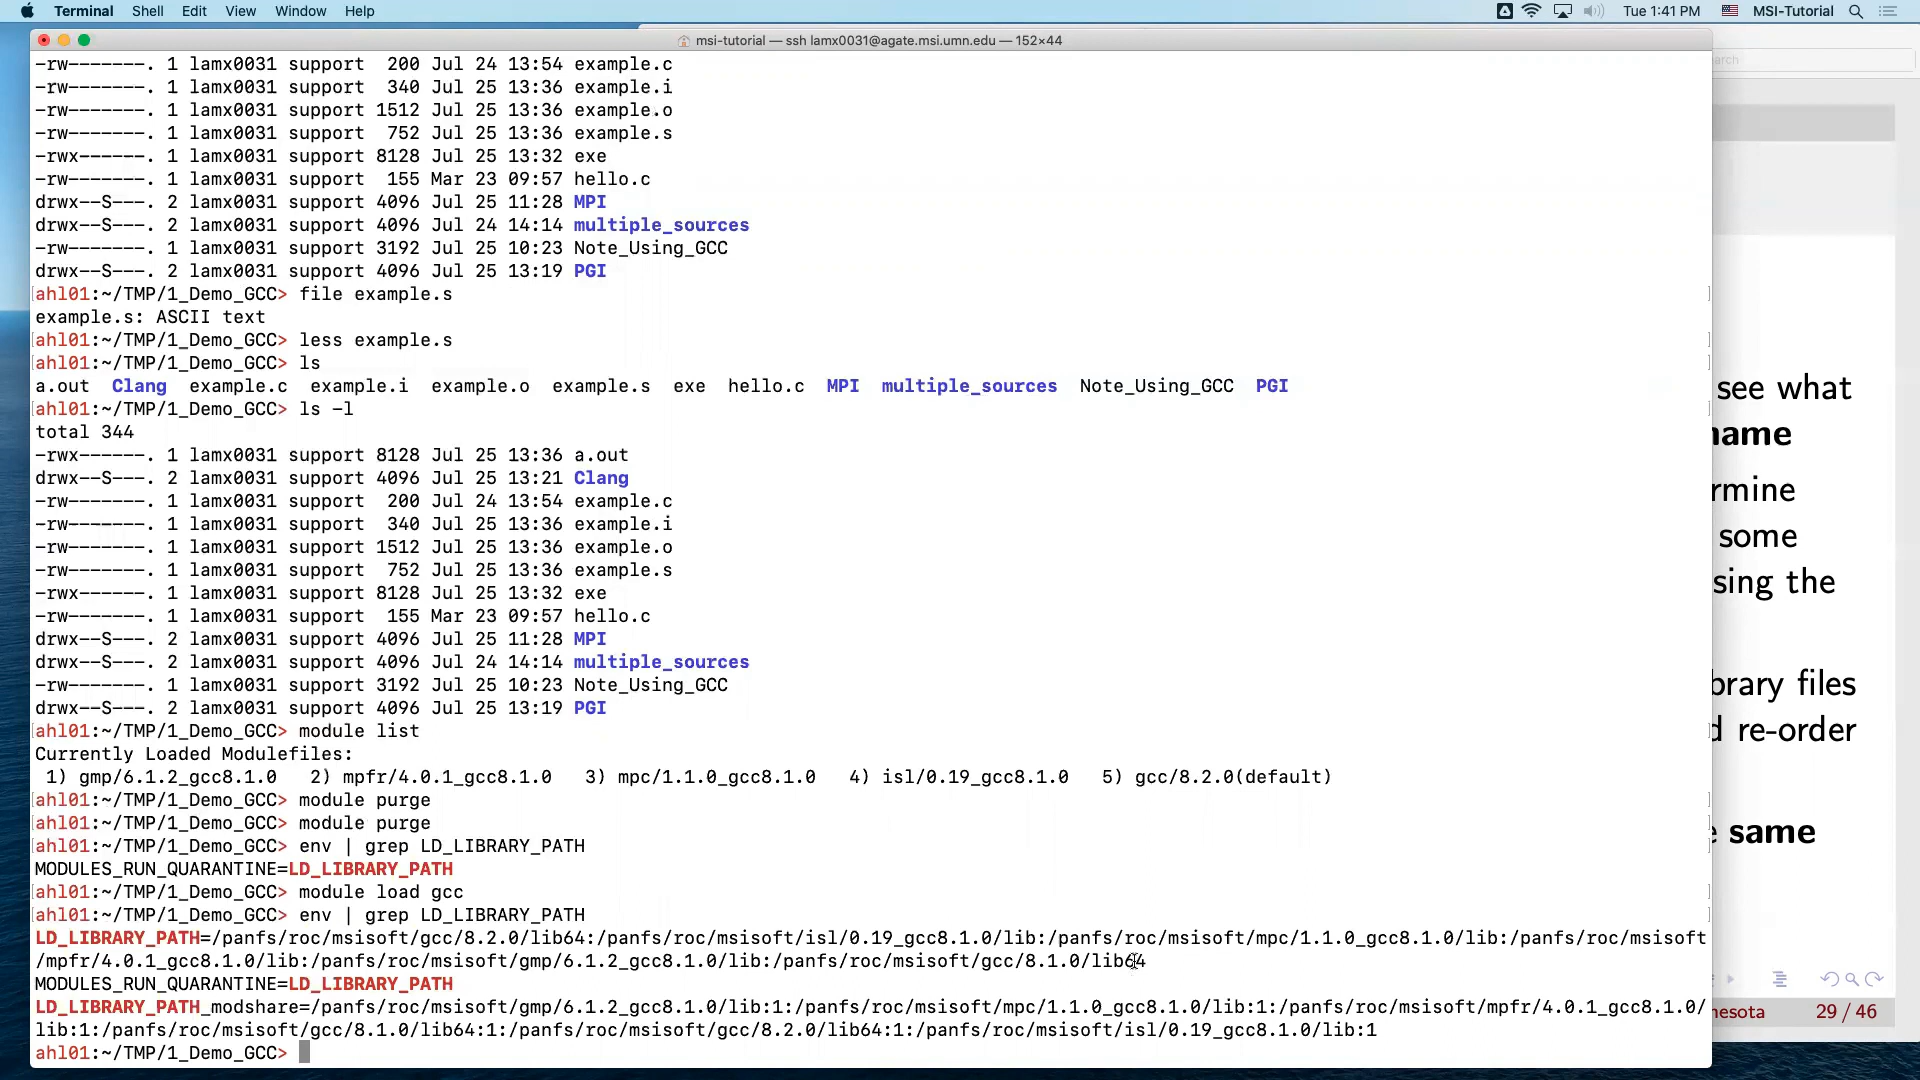 Terminal Shell Edit View Window Help Tue 1:41 PM MSI-Tutorial
msi-tutorial — ssh lamx0031@agate.msi.umn.edu — 152×44
-rw-------. 1 lamx0031 support  200 Jul 24 13:54 example.c
-rw-------. 1 lamx0031 support  340 Jul 25 13:36 example.i
-rw-------. 1 lamx0031 support 1512 Jul 25 13:36 example.o
-rw-------. 1 lamx0031 support  752 Jul 25 13:36 example.s
-rwx------. 1 lamx0031 support 8128 Jul 25 13:32 exe
-rw-------. 1 lamx0031 support  155 Mar 23 09:57 hello.c
drwx--S---. 2 lamx0031 support 4096 Jul 25 11:28 MPI
drwx--S---. 2 lamx0031 support 4096 Jul 24 14:14 multiple_sources
-rw-------. 1 lamx0031 support 3192 Jul 25 10:23 Note_Using_GCC
drwx--S---. 2 lamx0031 support 4096 Jul 25 13:19 PGI
ahl01:~/TMP/1_Demo_GCC> file example.s
example.s: ASCII text
ahl01:~/TMP/1_Demo_GCC> less example.s
ahl01:~/TMP/1_Demo_GCC> ls
a.out  Clang  example.c  example.i  example.o  example.s  exe  hello.c  MPI  multiple_sources  Note_Using_GCC  PGI
ahl01:~/TMP/1_Demo_GCC> ls -l
total 344
-rwx------. 1 lamx0031 support 8128 Jul 25 13:36 a.out
drwx--S---. 2 lamx0031 support 4096 Jul 25 13:21 Clang
-rw-------. 1 lamx0031 support  200 Jul 24 13:54 example.c
-rw-------. 1 lamx0031 support  340 Jul 25 13:36 example.i
-rw-------. 1 lamx0031 support 1512 Jul 25 13:36 example.o
-rw-------. 1 lamx0031 support  752 Jul 25 13:36 example.s
-rwx------. 1 lamx0031 support 8128 Jul 25 13:32 exe
-rw-------. 1 lamx0031 support  155 Mar 23 09:57 hello.c
drwx--S---. 2 lamx0031 support 4096 Jul 25 11:28 MPI
drwx--S---. 2 lamx0031 support 4096 Jul 24 14:14 multiple_sources
-rw-------. 1 lamx0031 support 3192 Jul 25 10:23 Note_Using_GCC
drwx--S---. 2 lamx0031 support 4096 Jul 25 13:19 PGI
ahl01:~/TMP/1_Demo_GCC> module list
Currently Loaded Modulefiles:
 1) gmp/6.1.2_gcc8.1.0   2) mpfr/4.0.1_gcc8.1.0   3) mpc/1.1.0_gcc8.1.0   4) isl/0.19_gcc8.1.0   5) gcc/8.2.0(default)
ahl01:~/TMP/1_Demo_GCC> module purge
ahl01:~/TMP/1_Demo_GCC> module purge
ahl01:~/TMP/1_Demo_GCC> env | grep LD_LIBRARY_PATH
MODULES_RUN_QUARANTINE=LD_LIBRARY_PATH
ahl01:~/TMP/1_Demo_GCC> module load gcc
ahl01:~/TMP/1_Demo_GCC> env | grep LD_LIBRARY_PATH
LD_LIBRARY_PATH=/panfs/roc/msisoft/gcc/8.2.0/lib64:/panfs/roc/msisoft/isl/0.19_gcc8.1.0/lib:/panfs/roc/msisoft/mpc/1.1.0_gcc8.1.0/lib:/panfs/roc/msisoft
/mpfr/4.0.1_gcc8.1.0/lib:/panfs/roc/msisoft/gmp/6.1.2_gcc8.1.0/lib:/panfs/roc/msisoft/gcc/8.1.0/lib64
MODULES_RUN_QUARANTINE=LD_LIBRARY_PATH
LD_LIBRARY_PATH_modshare=/panfs/roc/msisoft/gmp/6.1.2_gcc8.1.0/lib:1:/panfs/roc/msisoft/mpc/1.1.0_gcc8.1.0/lib:1:/panfs/roc/msisoft/mpfr/4.0.1_gcc8.1.0/
lib:1:/panfs/roc/msisoft/gcc/8.1.0/lib64:1:/panfs/roc/msisoft/gcc/8.2.0/lib64:1:/panfs/roc/msisoft/isl/0.19_gcc8.1.0/lib:1
ahl01:~/TMP/1_Demo_GCC>
arch
see what
name
rmine
some
sing the
brary files
d re-order
e same
nesota 29 / 46